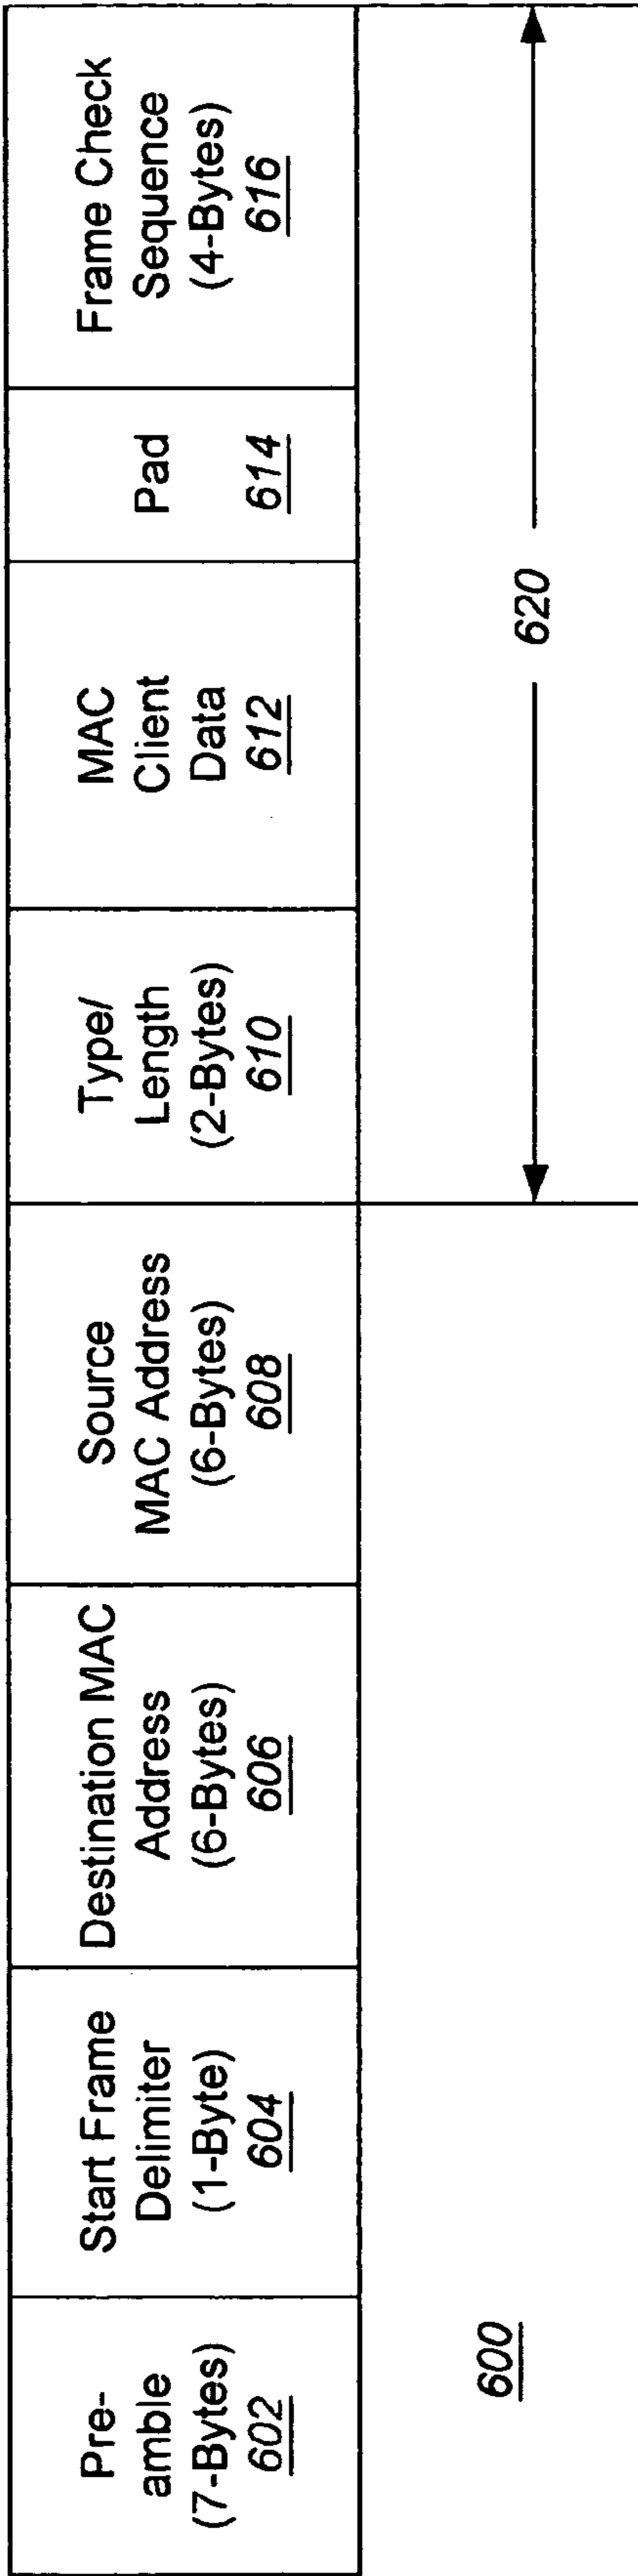 Pre-
amble
(7-Bytes)
602
Start Frame
Delimiter
(1-Byte)
604
Destination MAC
Address
(6-Bytes)
606
Source
MAC Address
(6-Bytes)
608
Type/
Length
(2-Bytes)
610
MAC
Client
Data
612
Pad
614
Frame Check
Sequence
(4-Bytes)
616
620
600